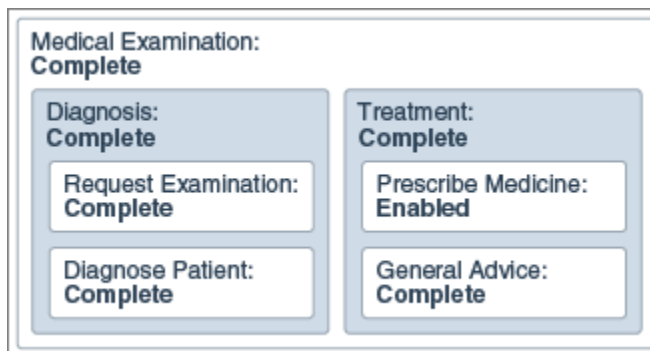 Medical Examination:
Complete
Diagnosis:
Complete
Request Examination:
Complete
Diagnose Patient:
Complete
Treatment:
Complete
Prescribe Medicine:
Enabled
General Advice:
Complete